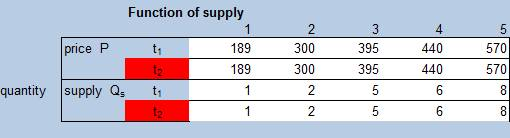 Function of supply
1 2 3 4 5
price P t₁ 189 300 395 440 570
t₂ 189 300 395 440 570
quantity supply Qₛ t₁ 1 2 5 6 8
t₂ 1 2 5 6 8